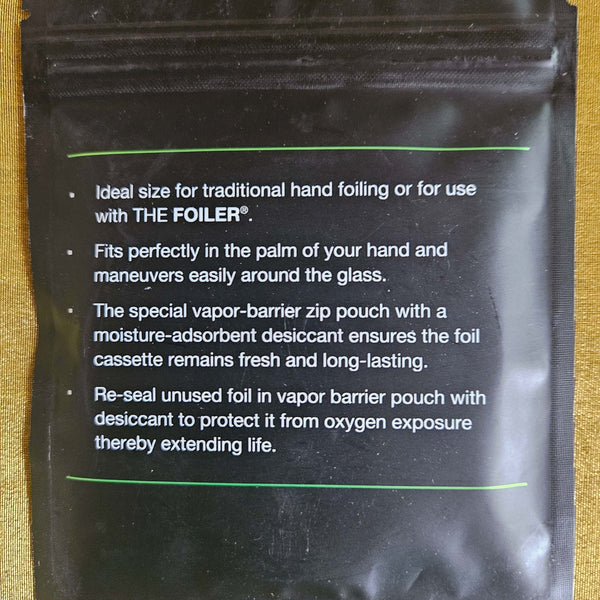 · Ideal size for traditional hand foiling or for use
with THE FOILER®.
· Fits perfectly in the palm of your hand and
maneuvers easily around the glass.
· The special vapor-barrier zip pouch with a
moisture-adsorbent desiccant ensures the foil
cassette remains fresh and long-lasting.
· Re-seal unused foil in vapor barrier pouch with
desiccant to protect it from oxygen exposure
thereby extending life.